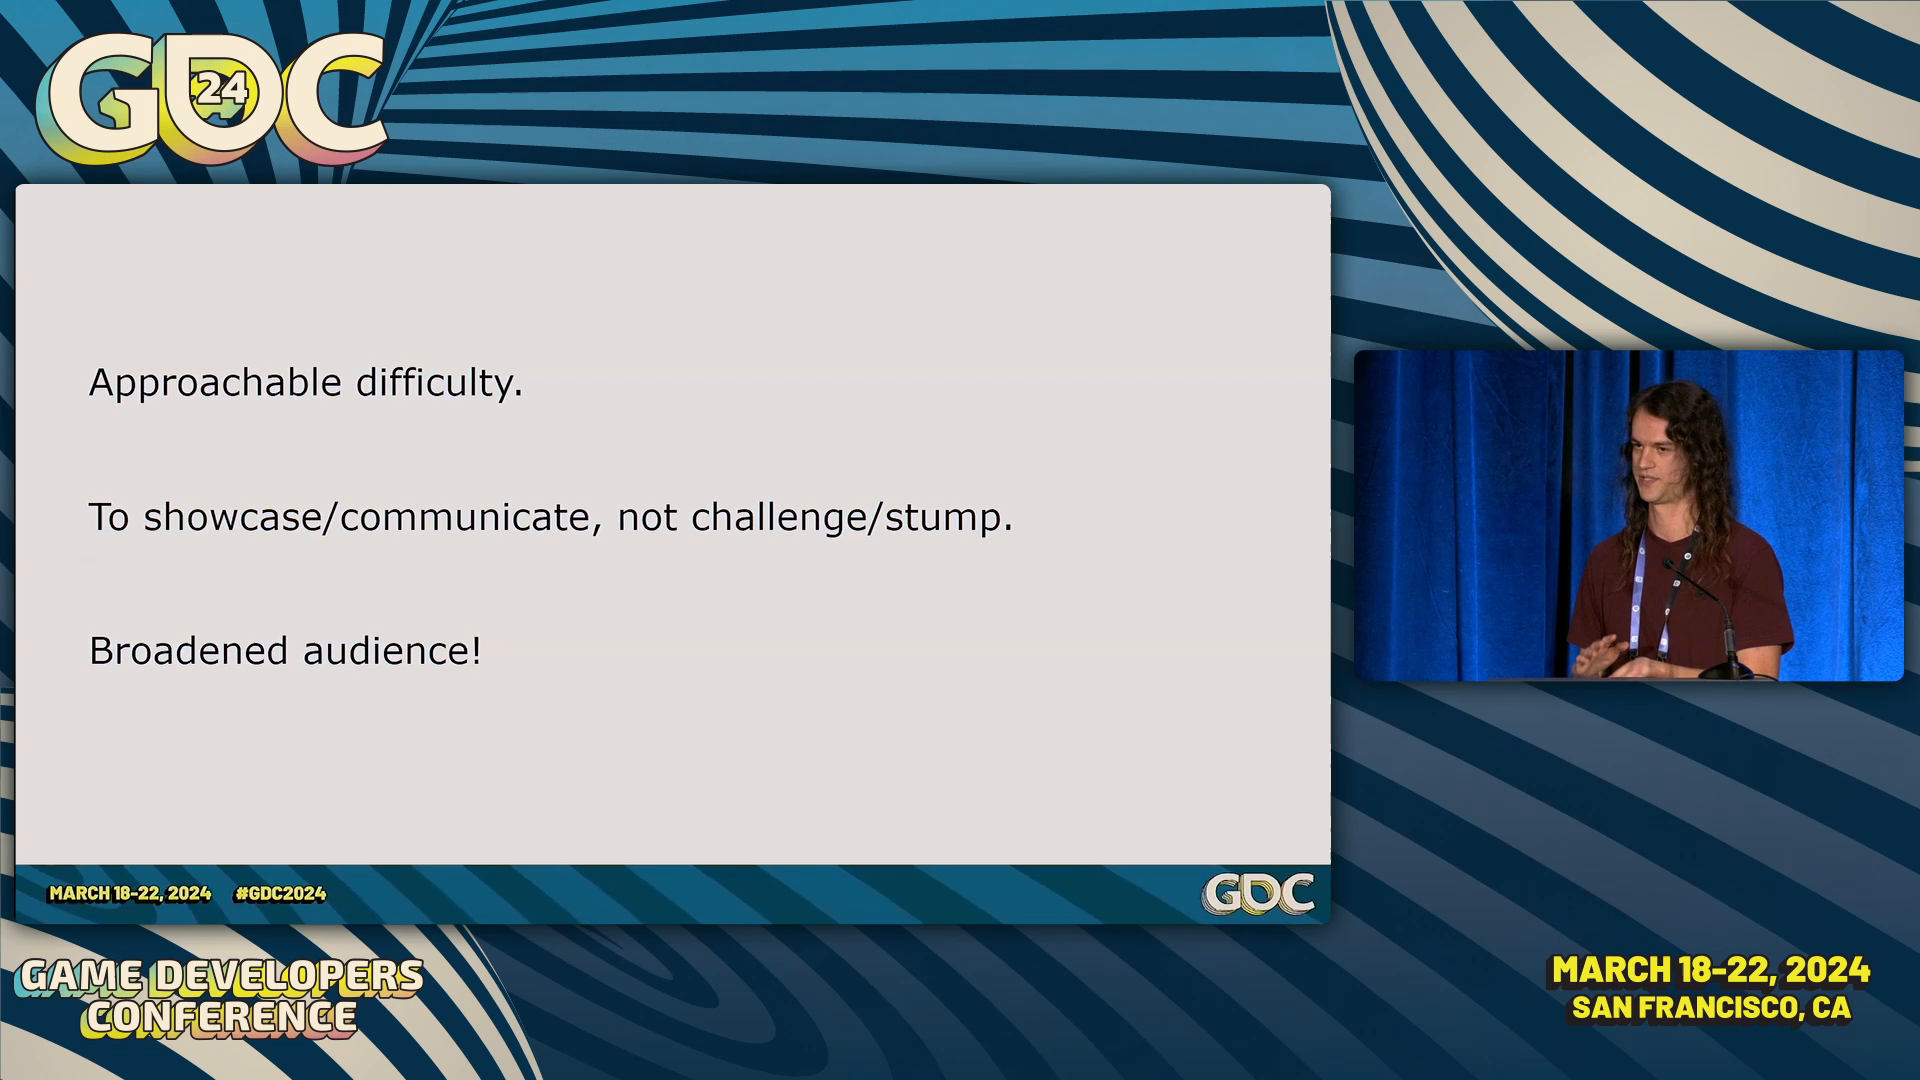 GDC
24
Approachable difficulty.
To showcase/communicate, not challenge/stump.
Broadened audience!
MARCH 18-22, 2024 #GDC2024
GDC
GAME DEVELOPERS
CONFERENCE
MARCH 18-22, 2024
SAN FRANCISCO, CA